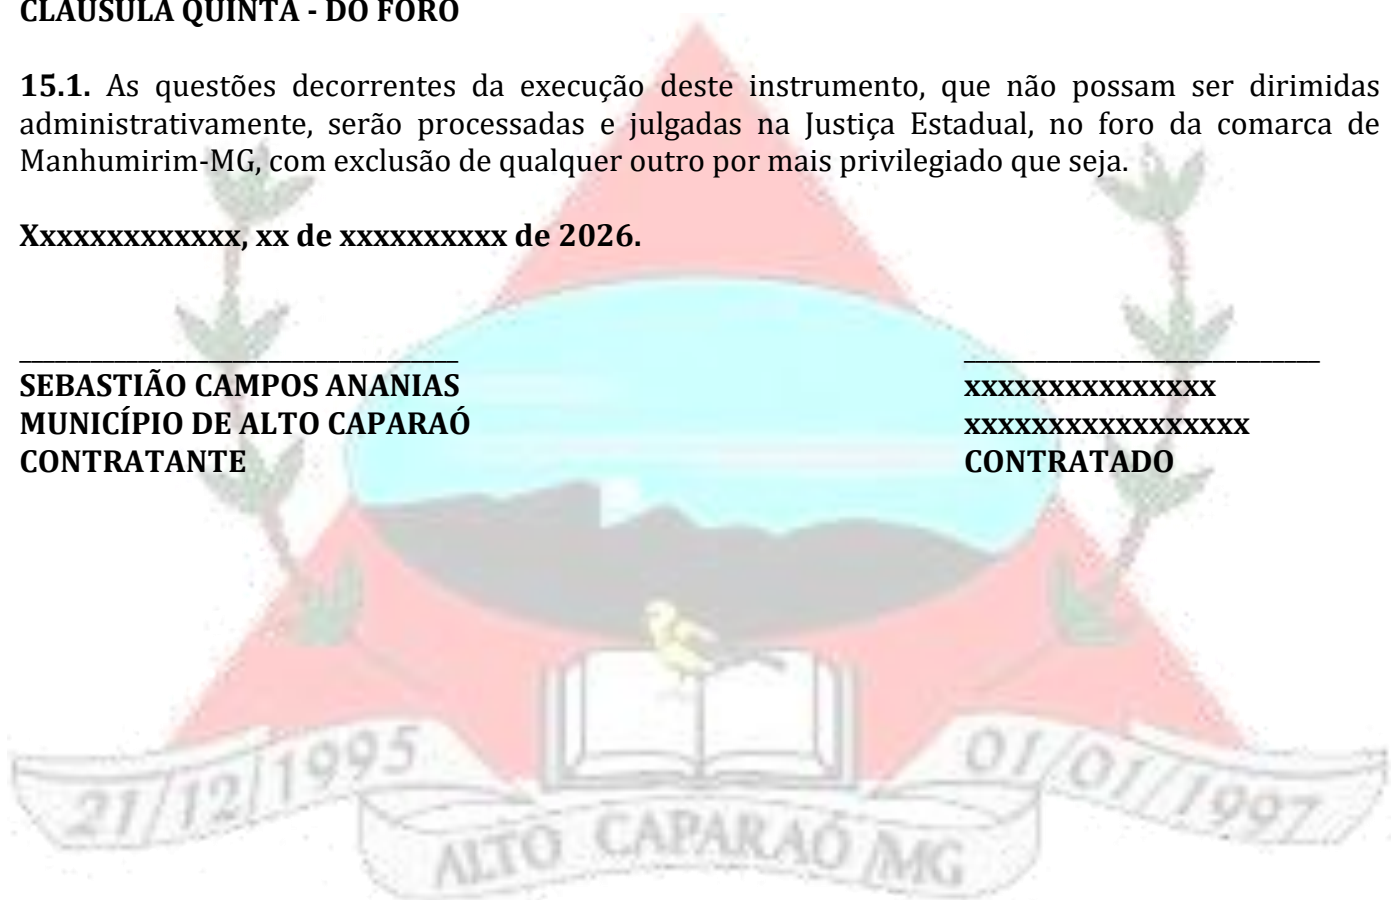 CLÁUSULA QUINTA - DO FORO
15.1. As questões decorrentes da execução deste instrumento, que não possam ser dirimidas
administrativamente, serão processadas e julgadas na Justiça Estadual, no foro da comarca de
Manhumirim-MG, com exclusão de qualquer outro por mais privilegiado que seja.
Xxxxxxxxxxxxx, xx de xxxxxxxxxx de 2026.
SEBASTIÃO CAMPOS ANANIAS
MUNICÍPIO DE ALTO CAPARAÓ
CONTRATANTE
xxxxxxxxxxxxxxx
xxxxxxxxxxxxxxxxx
CONTRATADO
21/12/1995
ALTO CAPARAÓ MG
01/01/1997